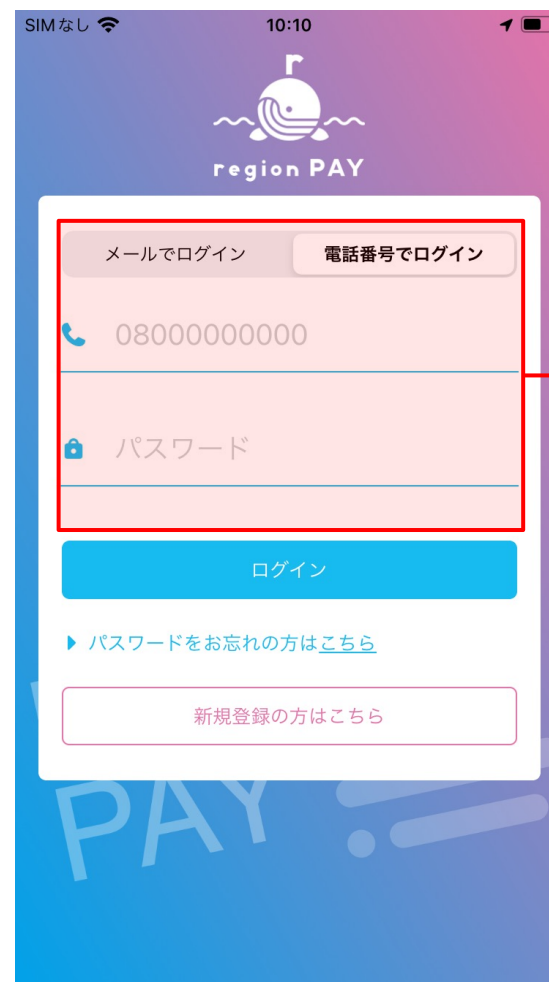 SIMなし 10:10
r
region PAY
メールでログイン 電話番号でログイン
08000000000
パスワード
ログイン
パスワードをお忘れの方はこちら
新規登録の方はこちら
PAY